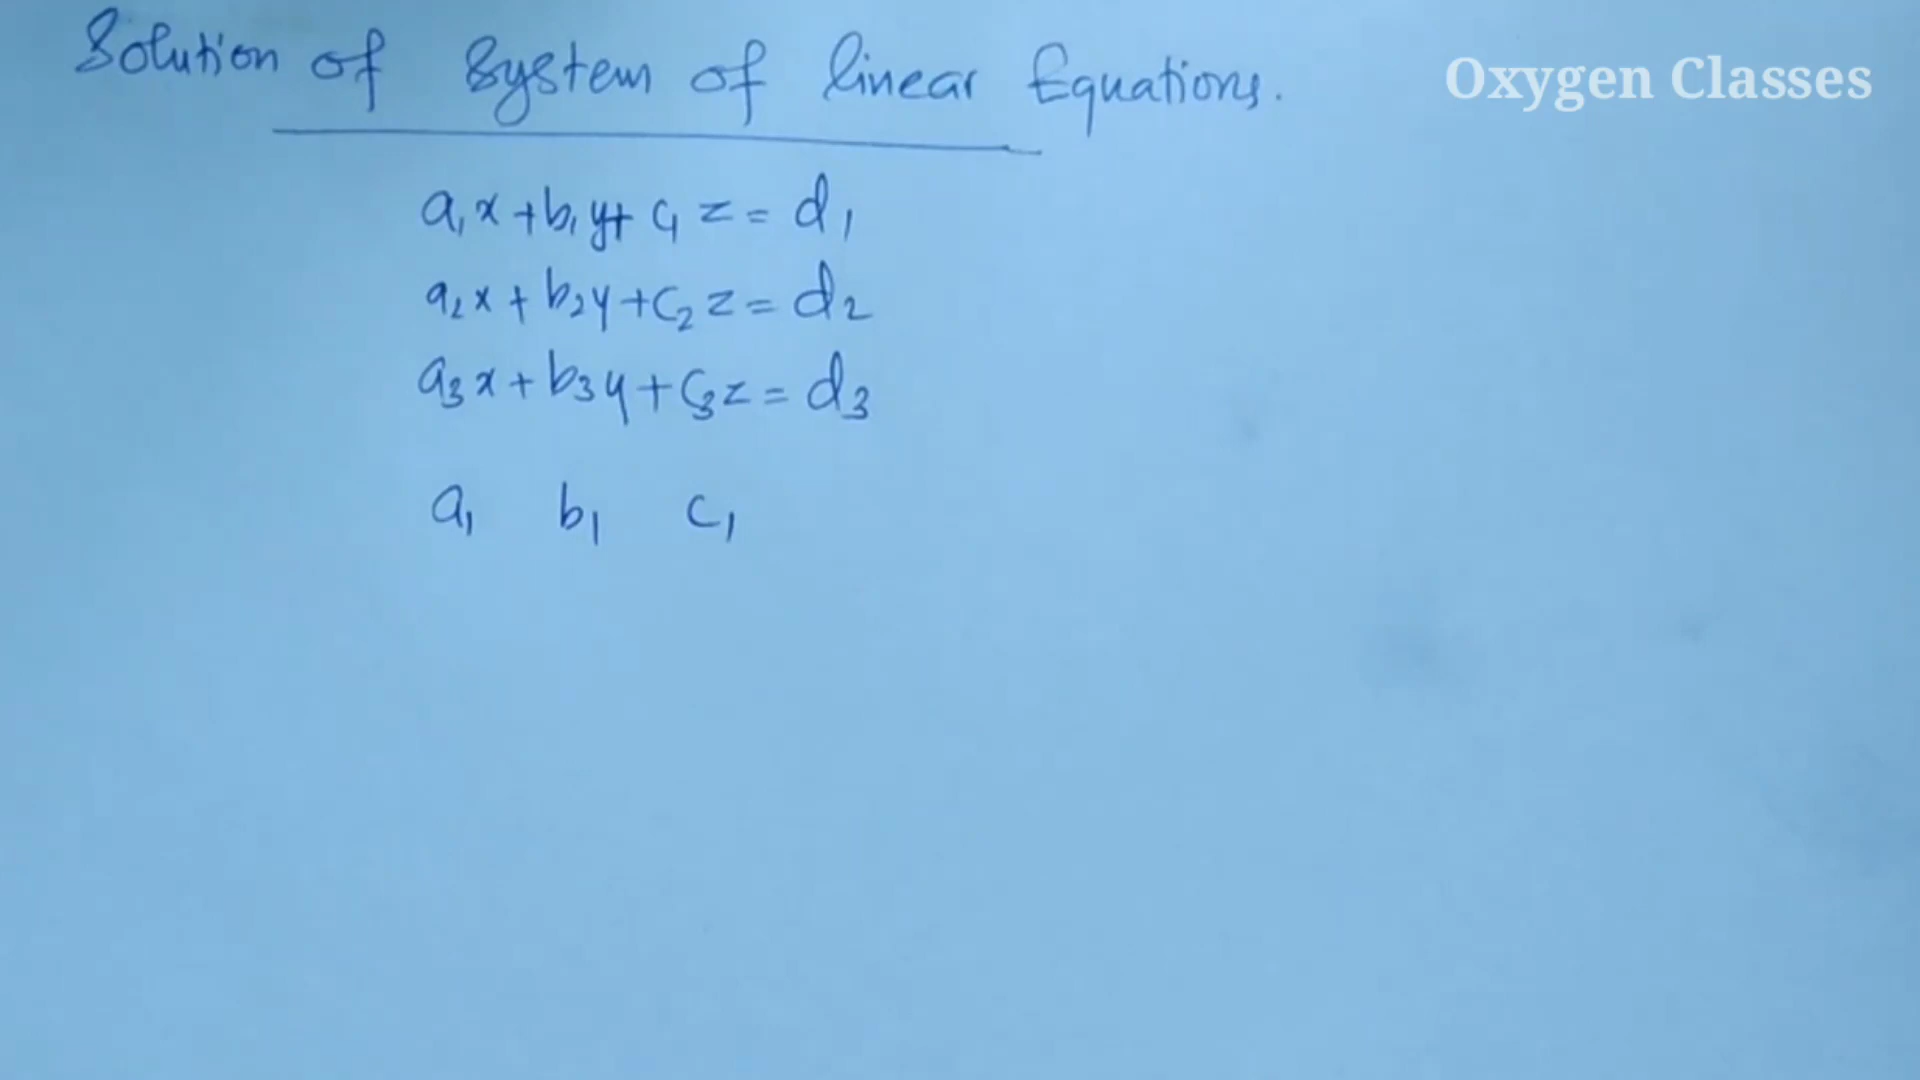 Solution of System of linear Equations.
Oxygen Classes
a₁x + b₁y + c₁z = d₁
a₂x + b₂y + c₂z = d₂
a₃x + b₃y + c₃z = d₃
a₁ b₁ c₁